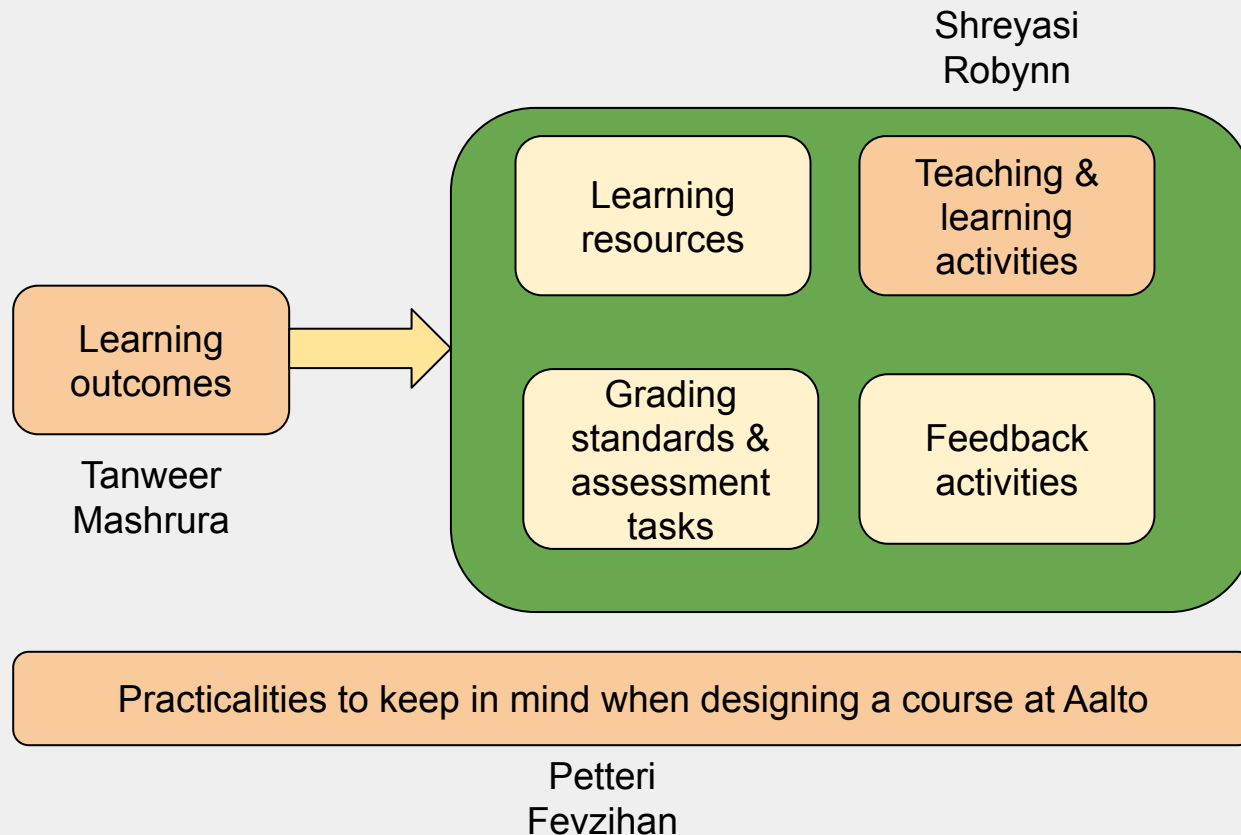 Shreyasi
Robynn
Learning
resources
Teaching &
learning
activities
Learning
outcomes
Tanweer
Mashrura
Grading
standards &
assessment
tasks
Feedback
activities
Practicalities to keep in mind when designing a course at Aalto
Petteri
Fevzihan